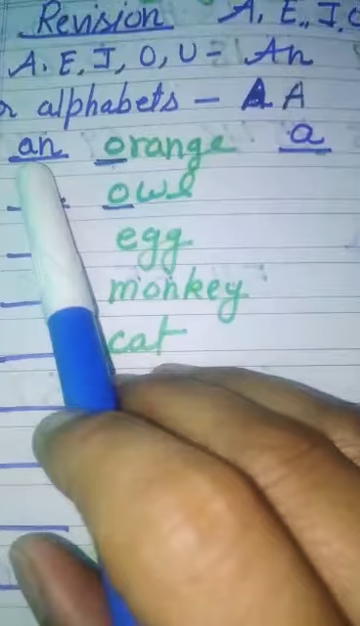 Revision A, E, I,
A, E, I, O, U = An
alphabets — A A
an orange a
owl
egg
monkey
cat